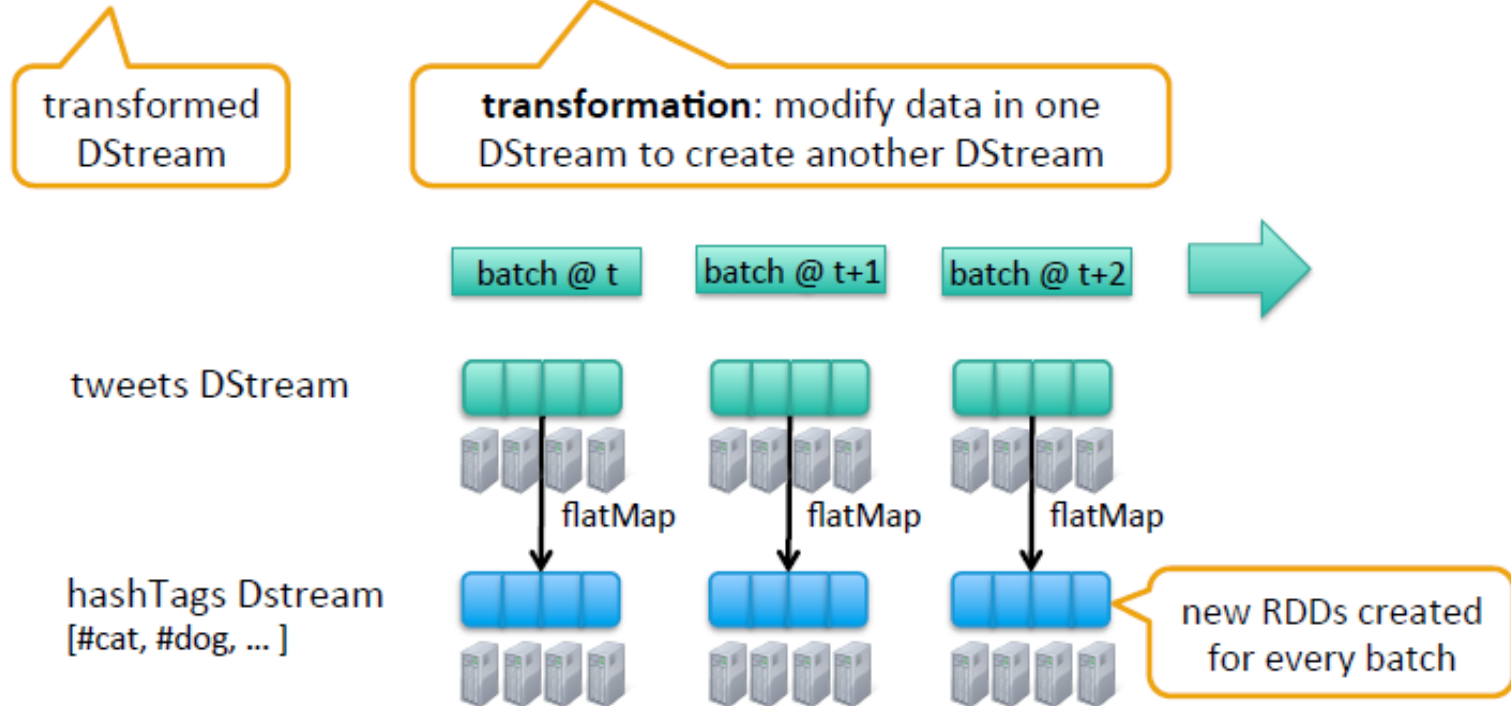 transformed
DStream
transformation: modify data in one
DStream to create another DStream
batch @ t
batch @ t+1
batch @ t+2
tweets DStream
flatMap
flatMap
flatMap
hashTags Dstream
[#cat, #dog, ... ]
new RDDs created
for every batch